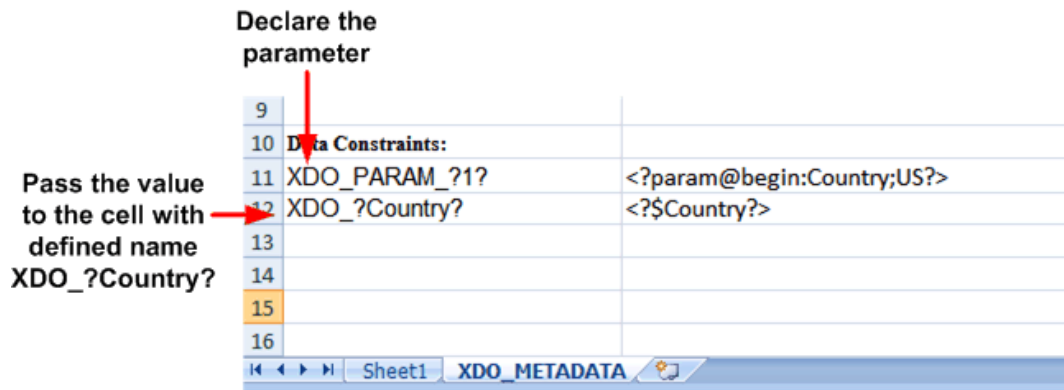 Declare the
parameter
9
10 Data Constraints:
11 XDO_PARAM_?1? <?param@begin:Country;US?>
12 XDO_?Country? <?$Country?>
13
14
15
16
Pass the value
to the cell with
defined name
XDO_?Country?
Sheet1 XDO_METADATA